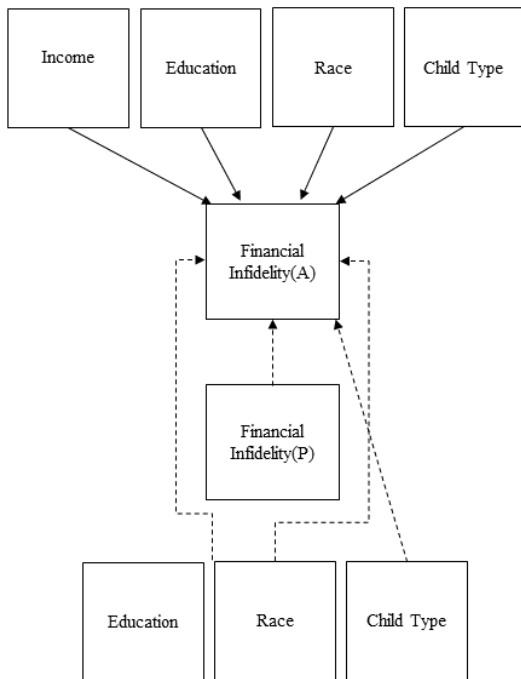 Income
Education
Race
Child Type
Financial
Infidelity(A)
Financial
Infidelity(P)
Education
Race
Child Type